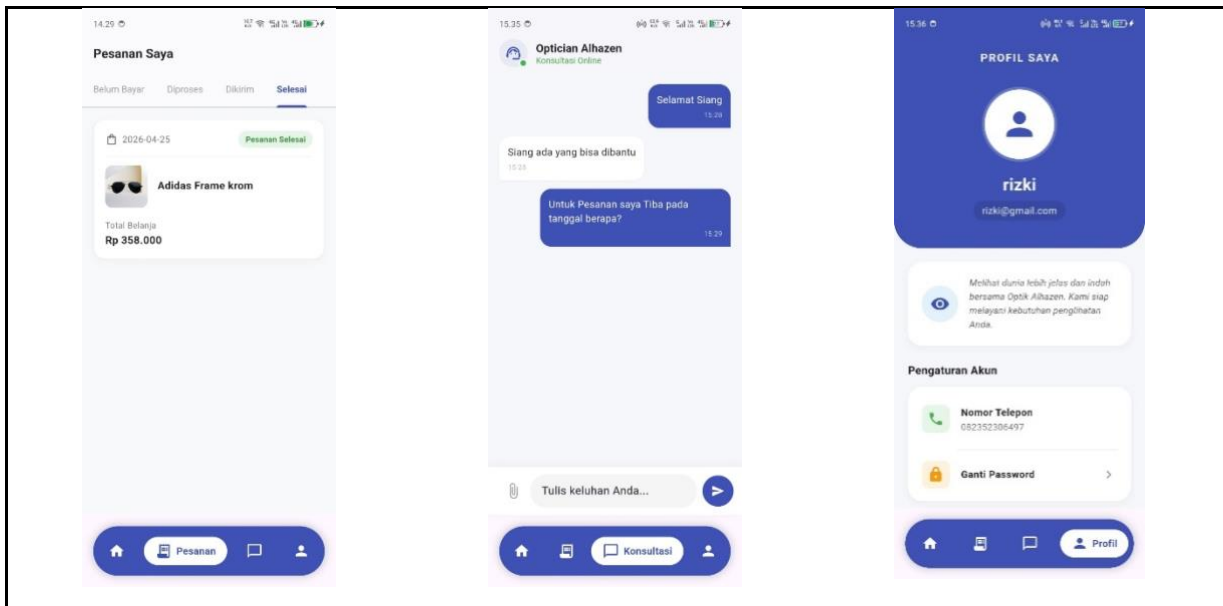 14.29
Pesanan Saya
Belum Bayar Diproses Dikirim Selesai
2026-04-25 Pesanan Selesai
Adidas Frame krom
Total Belanja
Rp 358.000
Pesanan
15.35
Optician Alhazen
Konsultasi Online
Selamat Siang
15.28
Siang ada yang bisa dibantu
15.28
Untuk Pesanan saya Tiba pada
tanggal berapa?
15.29
Tulis keluhan Anda...
Konsultasi
15.36
PROFIL SAYA
rizki
rizki@gmail.com
Melihat dunia lebih jelas dan indah
bersama Optik Alhazen. Kami siap
melayani kebutuhan penglihatan
Anda.
Pengaturan Akun
Nomor Telepon
082352306497
Ganti Password
Profil